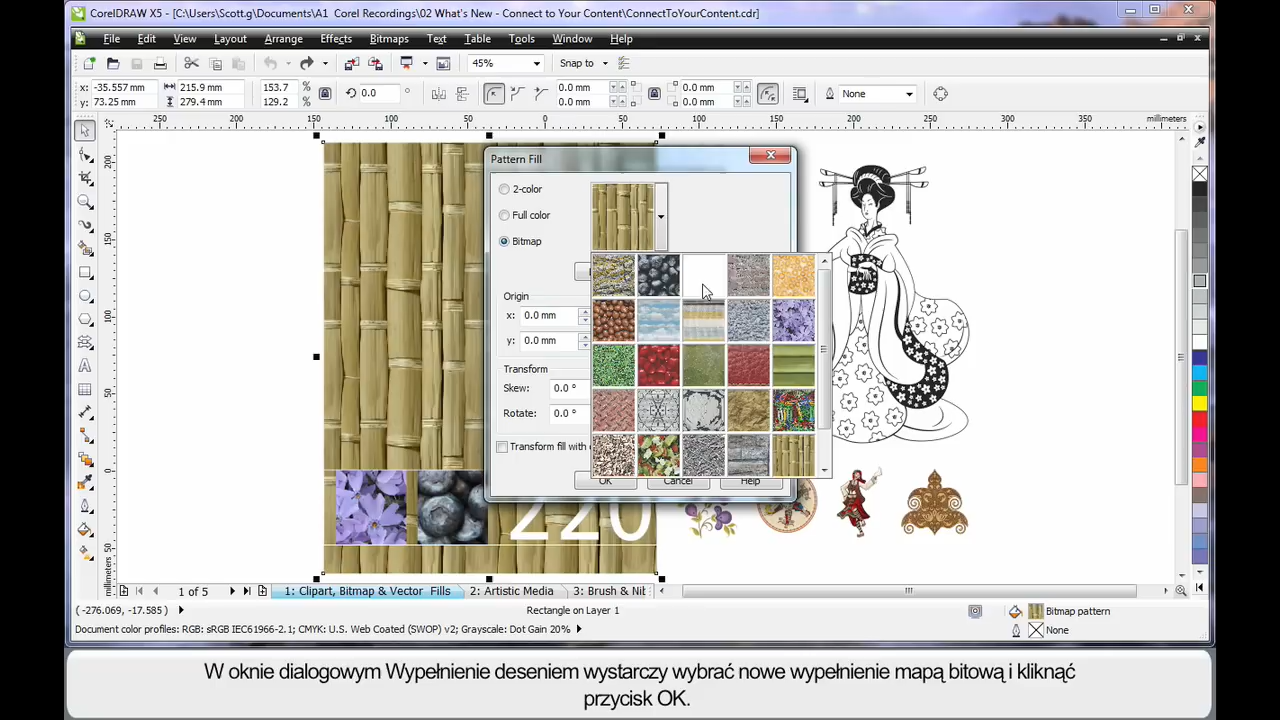 CorelDRAW X5 - [C:\Users\Scott.g\Documents\A1 Corel Recordings\02 What's New - Connect to Your Content\ConnectToYourContent.cdr]
File Edit View Layout Arrange Effects Bitmaps Text Table Tools Window Help
45% Snap to
x: -35.557 mm 215.9 mm 153.7 % 0.0 ° 0.0 mm 0.0 mm None
y: 73.25 mm 279.4 mm 129.2 % 0.0 mm 0.0 mm
250 200 150 100 50 0 50 100 150 200 250 300 350 millimeters
200
150
100
50
0
50
millimeters
Pattern Fill
2-color
Full color
Bitmap
Origin
x: 0.0 mm
y: 0.0 mm
Transform
Skew: 0.0 °
Rotate: 0.0 °
Transform fill with
OK Cancel Help
220
1 of 5 1: Clipart, Bitmap & Vector Fills 2: Artistic Media 3: Brush & Nib
(-276.069, -17.585) Rectangle on Layer 1 Bitmap pattern
Document color profiles: RGB: sRGB IEC61966-2.1; CMYK: U.S. Web Coated (SWOP) v2; Grayscale: Dot Gain 20% None
W oknie dialogowym Wypełnienie deseniem wystarczy wybrać nowe wypełnienie mapą bitową i kliknąć
przycisk OK.